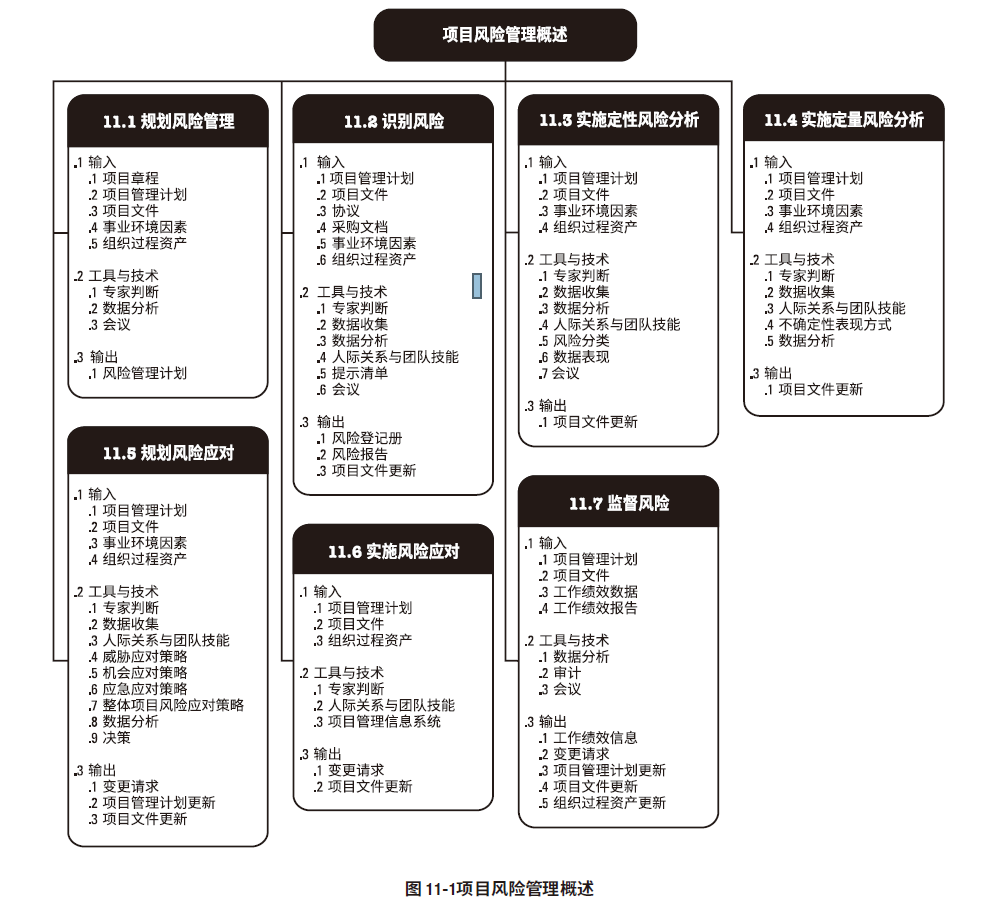 项目风险管理概述
11.1 规划风险管理
.1 输入
.1 项目章程
.2 项目管理计划
.3 项目文件
.4 事业环境因素
.5 组织过程资产
.2 工具与技术
.1 专家判断
.2 数据分析
.3 会议
.3 输出
.1 风险管理计划
11.2 识别风险
.1 输入
.1 项目管理计划
.2 项目文件
.3 协议
.4 采购文档
.5 事业环境因素
.6 组织过程资产
.2 工具与技术
.1 专家判断
.2 数据收集
.3 数据分析
.4 人际关系与团队技能
.5 提示清单
.6 会议
.3 输出
.1 风险登记册
.2 风险报告
.3 项目文件更新
11.3 实施定性风险分析
.1 输入
.1 项目管理计划
.2 项目文件
.3 事业环境因素
.4 组织过程资产
.2 工具与技术
.1 专家判断
.2 数据收集
.3 数据分析
.4 人际关系与团队技能
.5 风险分类
.6 数据表现
.7 会议
.3 输出
.1 项目文件更新
11.4 实施定量风险分析
.1 输入
.1 项目管理计划
.2 项目文件
.3 事业环境因素
.4 组织过程资产
.2 工具与技术
.1 专家判断
.2 数据收集
.3 人际关系与团队技能
.4 不确定性表现方式
.5 数据分析
.3 输出
.1 项目文件更新
11.5 规划风险应对
.1 输入
.1 项目管理计划
.2 项目文件
.3 事业环境因素
.4 组织过程资产
.2 工具与技术
.1 专家判断
.2 数据收集
.3 人际关系与团队技能
.4 威胁应对策略
.5 机会应对策略
.6 应急应对策略
.7 整体项目风险应对策略
.8 数据分析
.9 决策
.3 输出
.1 变更请求
.2 项目管理计划更新
.3 项目文件更新
11.6 实施风险应对
.1 输入
.1 项目管理计划
.2 项目文件
.3 组织过程资产
.2 工具与技术
.1 专家判断
.2 人际关系与团队技能
.3 项目管理信息系统
.3 输出
.1 变更请求
.2 项目文件更新
11.7 监督风险
.1 输入
.1 项目管理计划
.2 项目文件
.3 工作绩效数据
.4 工作绩效报告
.2 工具与技术
.1 数据分析
.2 审计
.3 会议
.3 输出
.1 工作绩效信息
.2 变更请求
.3 项目管理计划更新
.4 项目文件更新
.5 组织过程资产更新
图 11-1项目风险管理概述